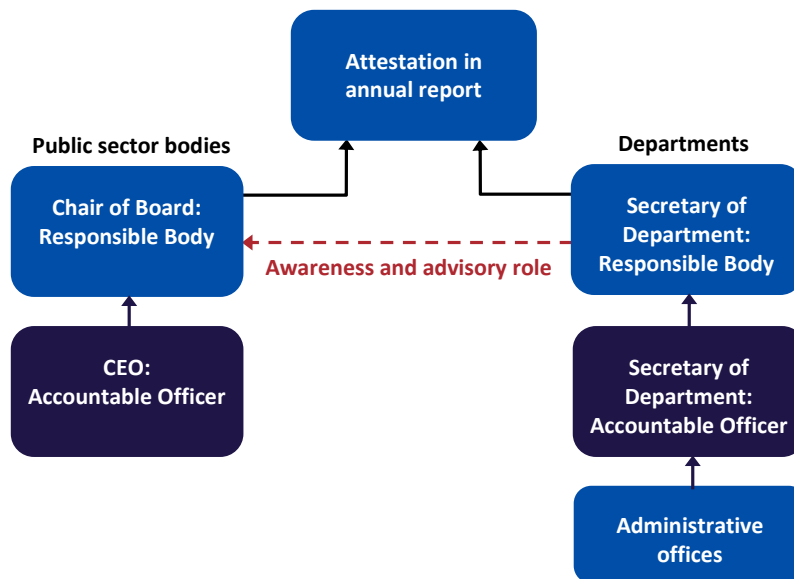 Attestation in
annual report
Public sector bodies
Departments
Chair of Board:
Responsible Body
Secretary of
Department:
Responsible Body
Awareness and advisory role
CEO:
Accountable Officer
Secretary of
Department:
Accountable Officer
Administrative
offices